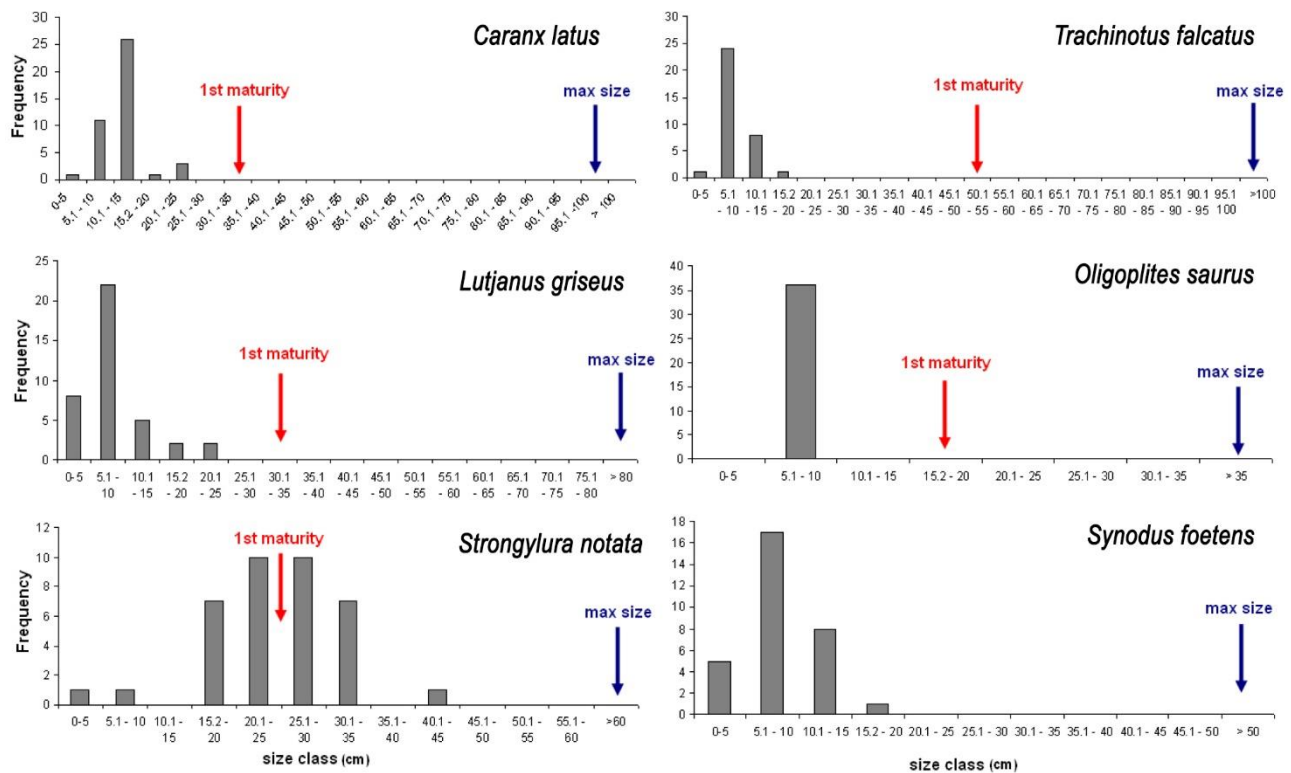 Caranx latus
Frequency
30
25
20
15
10
5
0
1st maturity
max size
0-5
5,1 - 10
10,1 - 15
15,2 - 20
20,1 - 25
25,1 - 30
30,1 - 35
35,1 - 40
40,1 - 45
45,1 - 50
50,1 - 55
55,1 - 60
60,1 - 65
65,1 - 70
70,1 - 75
75,1 - 80
80,1 - 85
85,1 - 90
90,1 - 95
95,1 -100
> 100
Trachinotus falcatus
30
25
20
15
10
5
0
1st maturity
max size
0-5 5.1 10.1 15.2 20.1 25.1 30.1 35.1 40.1 45.1 50.1 55.1 60.1 65.1 70.1 75.1 80.1 85.1 90.1 95.1 >100
- 10 - 15 - 20 - 25 - 30 - 35 - 40 - 45 - 50 - 55 - 60 - 65 - 70 - 75 - 80 - 85 - 90 - 95 100
Lutjanus griseus
Frequency
25
20
15
10
5
0
1st maturity
max size
0- 5 5.1 - 10.1 15.2 20.1 25.1 30.1 35.1 40.1 45.1 50.1 55.1 60.1 65.1 70.1 75.1 > 80
10 - 15 - 20 - 25 - 30 - 35 - 40 - 45 - 50 - 55 - 60 - 65 - 70 - 75 - 80
Oligoplites saurus
40
35
30
25
20
15
10
5
0
1st maturity
max size
0- 5 5.1 - 10 10.1 - 15 15.2 - 20 20.1 - 25 25.1 - 30 30.1 - 35 > 35
Strongylura notata
Frequency
12
10
8
6
4
2
0
1st maturity
max size
0-5 5.1 - 10 10.1 - 15.2 - 20.1- 25.1 - 30.1 - 35.1- 40.1 - 45.1- 50.1 - 55.1 - >60
15 20 25 30 35 40 45 50 55 60
size class (cm)
Synodus foetens
18
16
14
12
10
8
6
4
2
0
max size
0-5 5.1 - 10 10.1 - 15 15.2 - 20 20.1 - 25 25.1 - 30 30.1 - 35 35.1 - 40 40.1 - 45 45.1 - 50 > 50
size class (cm)